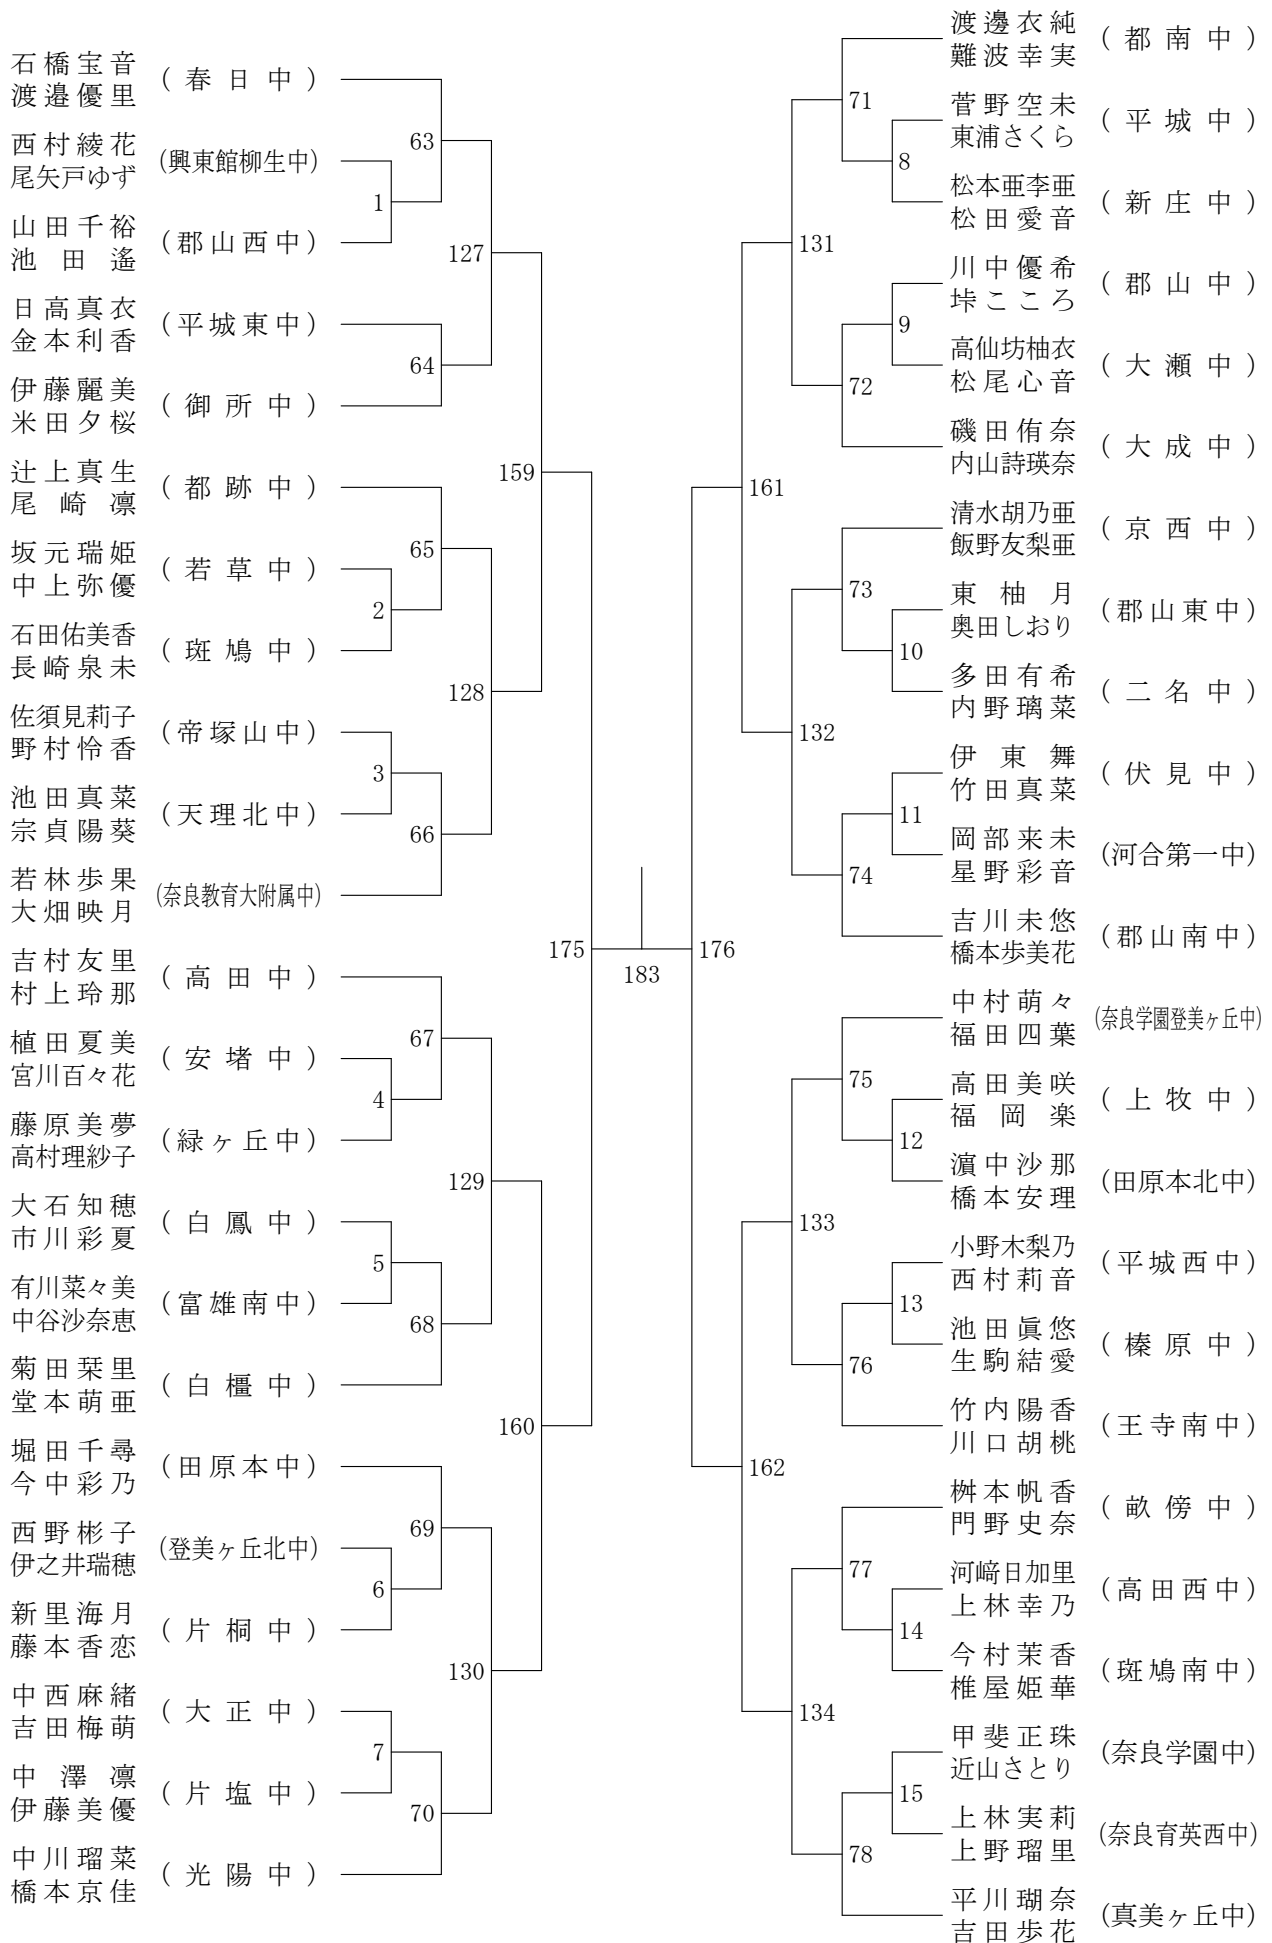 石橋宝音
渡邉優里
(春日中)
西村綾花
尾矢戸ゆず
(興東館柳生中)
山田千裕
池田遙
(郡山西中)
日高真衣
金本利香
(平城東中)
伊藤麗美
米田夕桜
(御所中)
辻上真生
尾崎凛
(都跡中)
坂元瑞姫
中上弥優
(若草中)
石田佑美香
長崎泉未
(斑鳩中)
佐須見莉子
野村怜香
(帝塚山中)
池田真菜
宗貞陽葵
(天理北中)
若林歩果
大畑映月
(奈良教育大附属中)
吉村友里
村上玲那
(高田中)
植田夏美
宮川百々花
(安堵中)
藤原美夢
高村理紗子
(緑ヶ丘中)
大石知穂
市川彩夏
(白鳳中)
有川菜々美
中谷沙奈恵
(富雄南中)
菊田栞里
堂本萌亜
(白橿中)
堀田千尋
今中彩乃
(田原本中)
西野彬子
伊之井瑞穂
(登美ヶ丘北中)
新里海月
藤本香恋
(片桐中)
中西麻緒
吉田梅萌
(大正中)
中澤凛
伊藤美優
(片塩中)
中川瑠菜
橋本京佳
(光陽中)
1
2
3
4
5
6
7
63
64
65
66
67
68
69
70
127
128
129
130
159
160
175
183
176
161
162
131
132
133
134
71
72
73
74
75
76
77
78
8
9
10
11
12
13
14
15
渡邊衣純
難波幸実
(都南中)
菅野空未
東浦さくら
(平城中)
松本亜李亜
松田愛音
(新庄中)
川中優希
垰こころ
(郡山中)
高仙坊柚衣
松尾心音
(大瀬中)
磯田侑奈
内山詩瑛奈
(大成中)
清水胡乃亜
飯野友梨亜
(京西中)
東柚月
奥田しおり
(郡山東中)
多田有希
内野璃菜
(二名中)
伊東舞
竹田真菜
(伏見中)
岡部来未
星野彩音
(河合第一中)
吉川未悠
橋本歩美花
(郡山南中)
中村萌々
福田四葉
(奈良学園登美ヶ丘中)
高田美咲
福岡楽
(上牧中)
濵中沙那
橋本安理
(田原本北中)
小野木梨乃
西村莉音
(平城西中)
池田眞悠
生駒結愛
(榛原中)
竹内陽香
川口胡桃
(王寺南中)
桝本帆香
門野史奈
(畝傍中)
河﨑日加里
上林幸乃
(高田西中)
今村茉香
椎屋姫華
(斑鳩南中)
甲斐正珠
近山さとり
(奈良学園中)
上林実莉
上野瑠里
(奈良育英西中)
平川瑚奈
吉田歩花
(真美ヶ丘中)